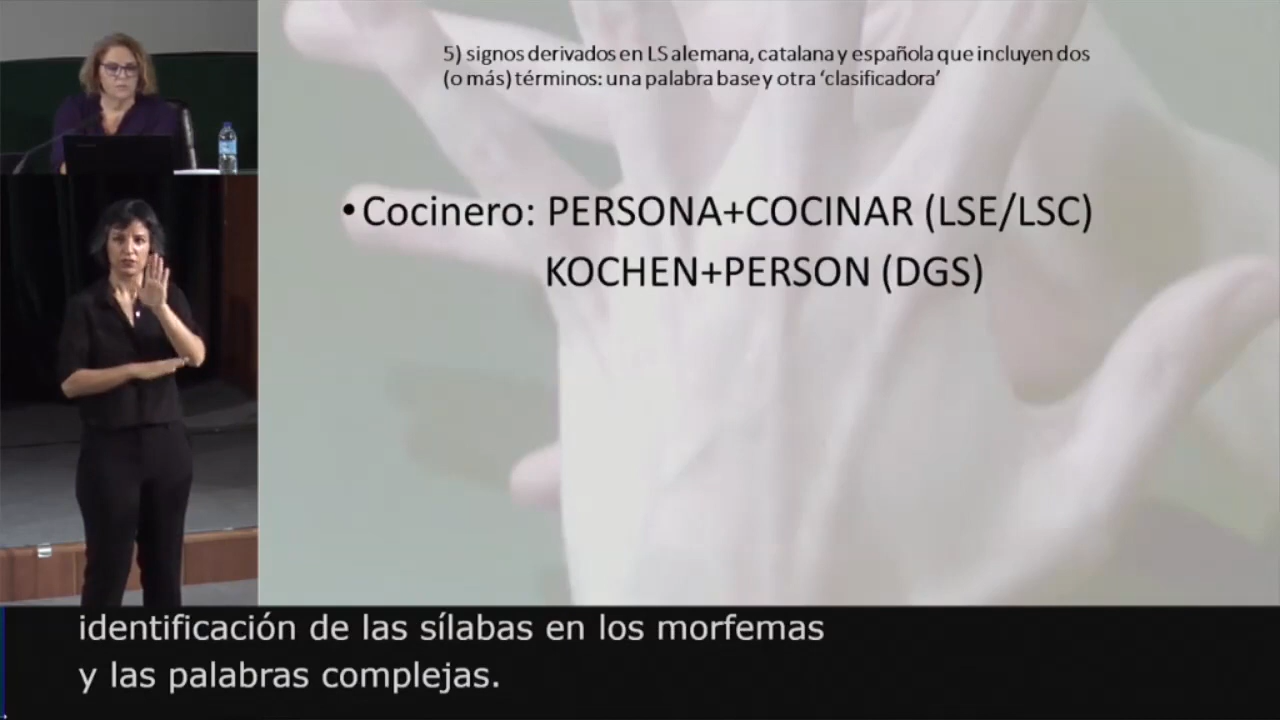 5) signos derivados en LS alemana, catalana y española que incluyen dos
(o más) términos: una palabra base y otra ‘clasificadora’
• Cocinero: PERSONA+COCINAR (LSE/LSC)
KOCHEN+PERSON (DGS)
identificación de las sílabas en los morfemas
y las palabras complejas.